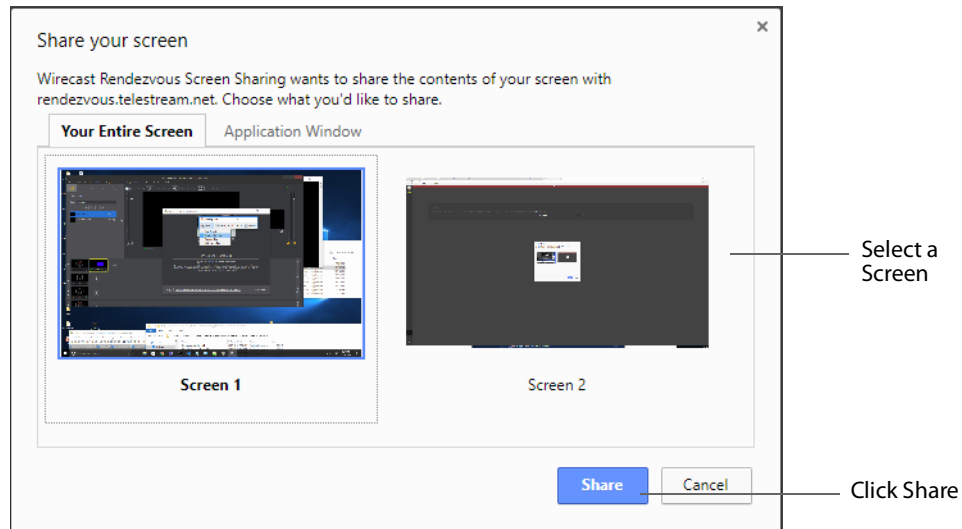 Share your screen
×
Wirecast Rendezvous Screen Sharing wants to share the contents of your screen with
rendezvous.telestream.net. Choose what you'd like to share.
Your Entire Screen Application Window
Select a
Screen
Screen 1 Screen 2
Share Cancel
Click Share